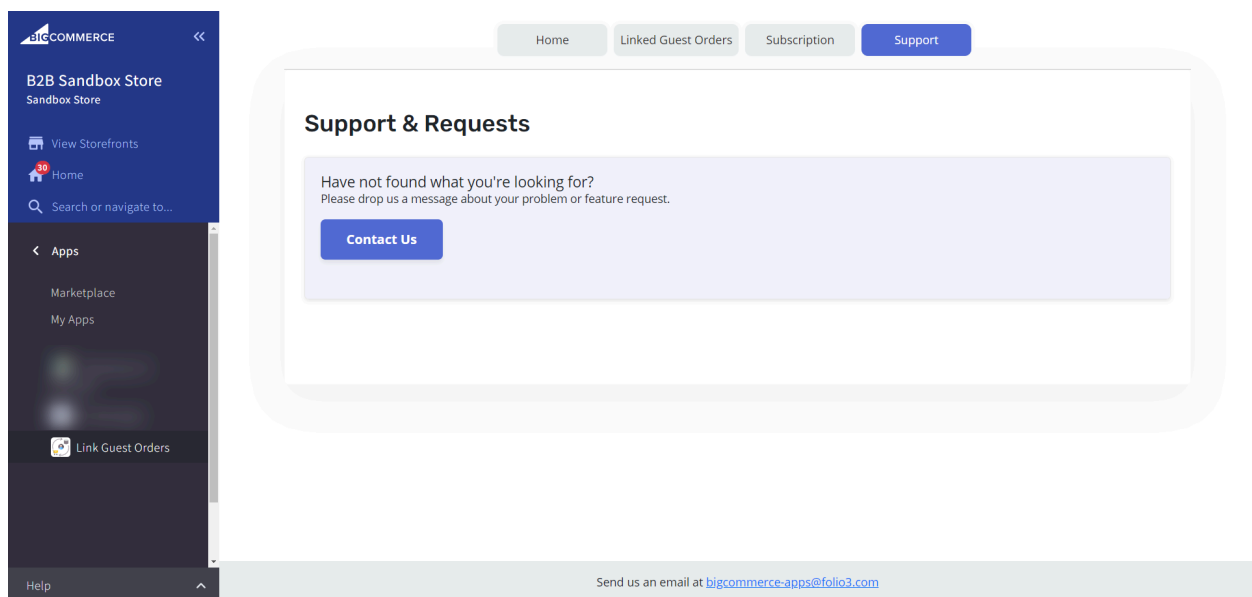 BIGCOMMERCE
B2B Sandbox Store
Sandbox Store
View Storefronts
30
Home
Search or navigate to...
Apps
Marketplace
My Apps
Link Guest Orders
Help
Home
Linked Guest Orders
Subscription
Support
Support & Requests
Have not found what you're looking for?
Please drop us a message about your problem or feature request.
Contact Us
Send us an email at bigcommerce-apps@folio3.com